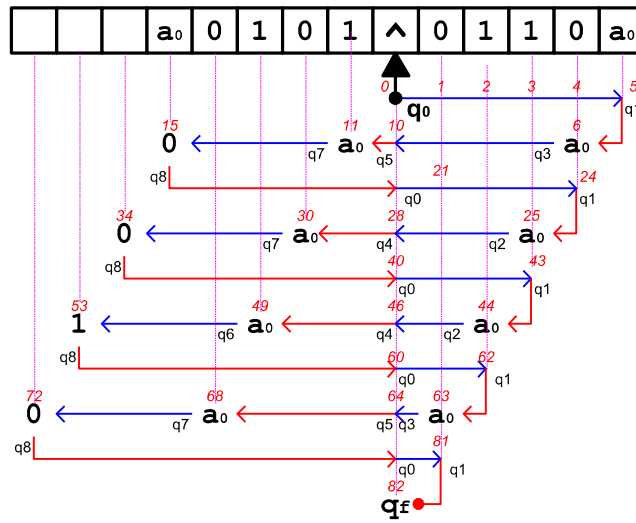 a₀ 0 1 0 1 ^ 0 1 1 0 a₀
0 1 2 3 4 5
q₀ q1
15 11 10 6
0 q7 a₀ q5 q3 a₀
q8 21 24
q0 q1
34 30 28 25
0 q7 a₀ q4 q2 a₀
q8 40 43
q0 q1
53 49 46 44
1 q6 a₀ q4 q2 a₀
q8 60 62
q0 q1
72 68 64 63
0 q7 a₀ q5 q3 a₀
q8 81
q0 q1
82
qf